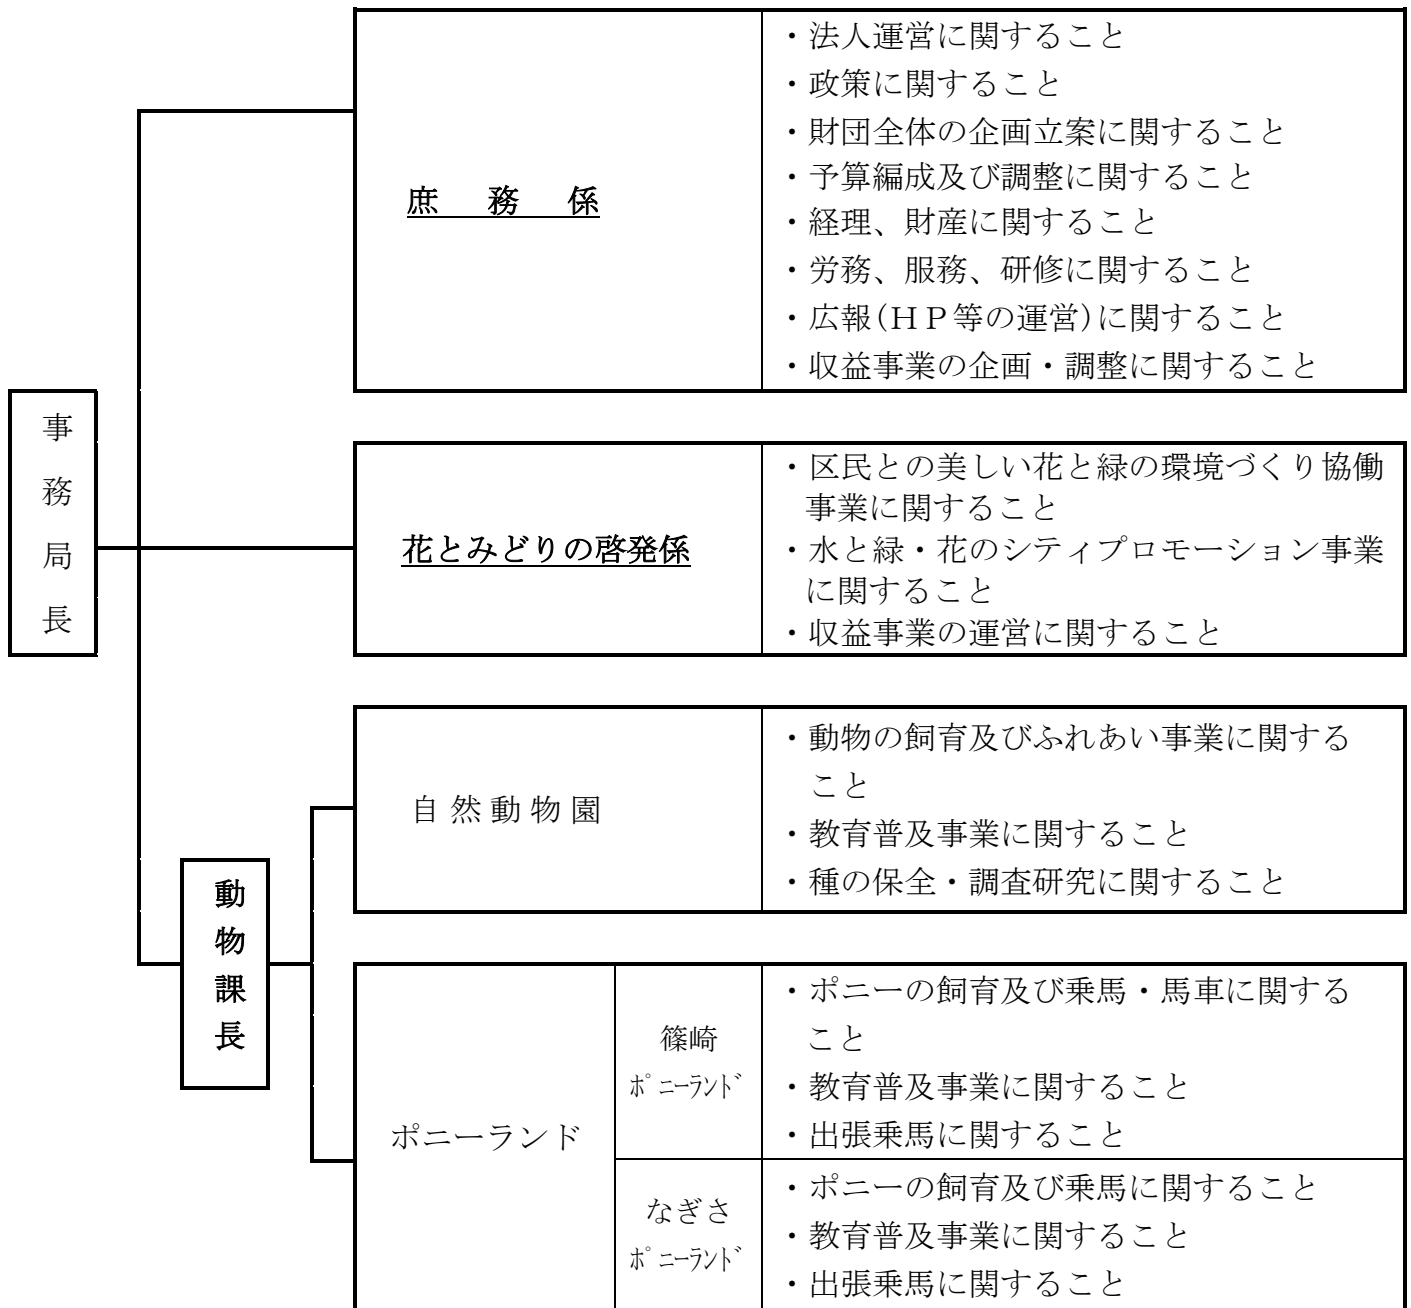 事務局長
庶務係
・法人運営に関すること
・政策に関すること
・財団全体の企画立案に関すること
・予算編成及び調整に関すること
・経理、財産に関すること
・労務、服務、研修に関すること
・広報(ＨＰ等の運営)に関すること
・収益事業の企画・調整に関すること
花とみどりの啓発係
・区民との美しい花と緑の環境づくり協働
事業に関すること
・水と緑・花のシティプロモーション事業
に関すること
・収益事業の運営に関すること
動物課長
自然動物園
・動物の飼育及びふれあい事業に関する
こと
・教育普及事業に関すること
・種の保全・調査研究に関すること
ポニーランド
篠崎
ﾎﾟﾆｰﾗﾝﾄﾞ
・ポニーの飼育及び乗馬・馬車に関する
こと
・教育普及事業に関すること
・出張乗馬に関すること
なぎさ
ﾎﾟﾆｰﾗﾝﾄﾞ
・ポニーの飼育及び乗馬に関すること
・教育普及事業に関すること
・出張乗馬に関すること